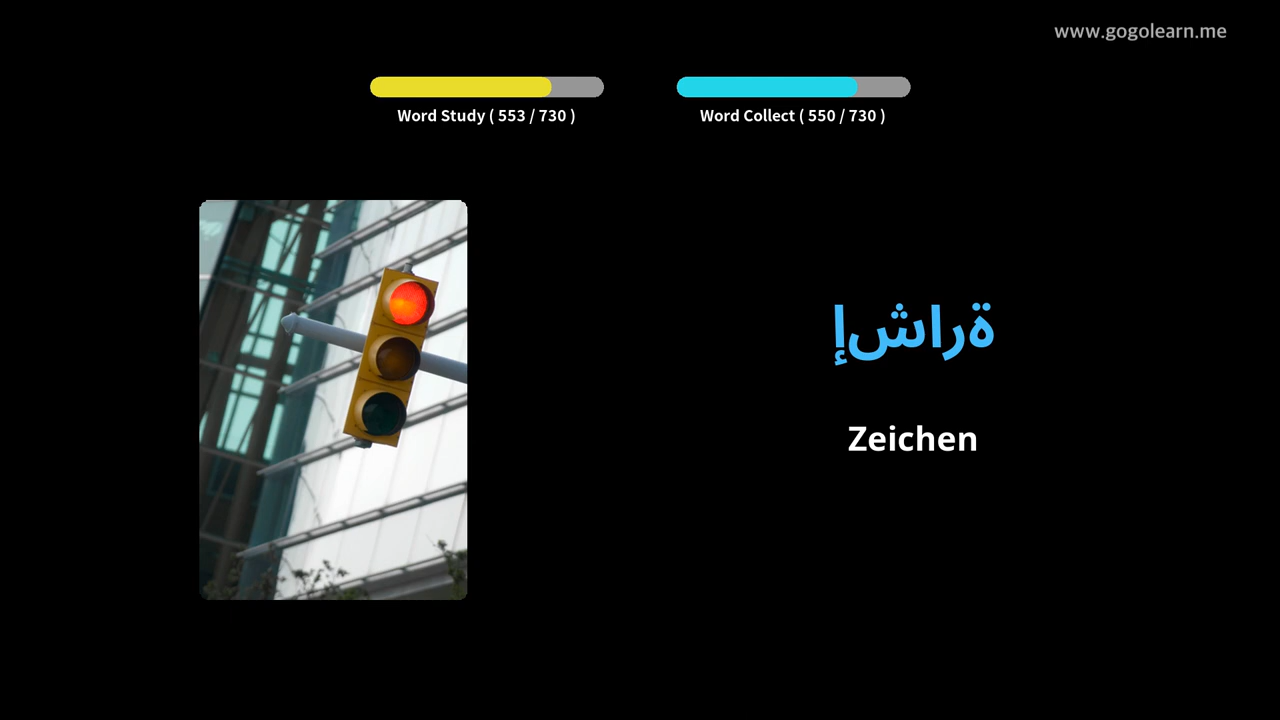 www.gogolearn.me
Word Study ( 553 / 730 )
Word Collect ( 550 / 730 )
إشارة
Zeichen